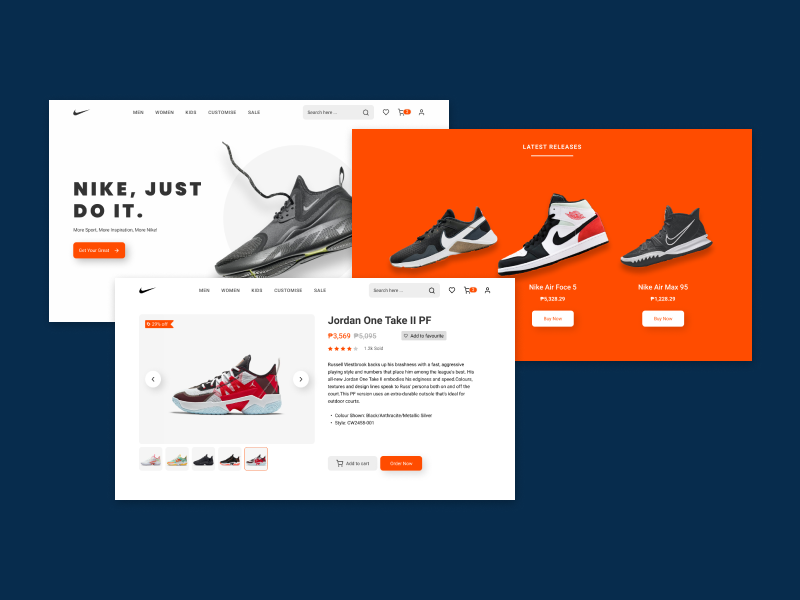 MEN WOMEN KIDS CUSTOMISE SALE
Search here ...
2
NIKE, JUST
DO IT.
More Sport, More Inspiration, More Nike!
Get Your Great
LATEST RELEASES
Nike Air Foce 5
₱5,328.29
Buy Now
Nike Air Max 95
₱1,228.29
Buy Now
MEN WOMEN KIDS CUSTOMISE SALE
Search here ...
2
Jordan One Take II PF
₱3,569 ₱5,095
Add to favourite
1.2k Sold
Russell Westbrook backs up his brashness with a fast, aggressive
playing style and numbers that place him among the league's best. His
all-new Jordan One Take II embodies his edginess and speed.Colours,
textures and design lines speak to Russ' persona both on and off the
court.This PF version uses an extra-durable outsole that's ideal for
outdoor courts.
• Colour Shown: Black/Anthracite/Metallic Silver
• Style: CW2458-001
Add to cart
Order Now